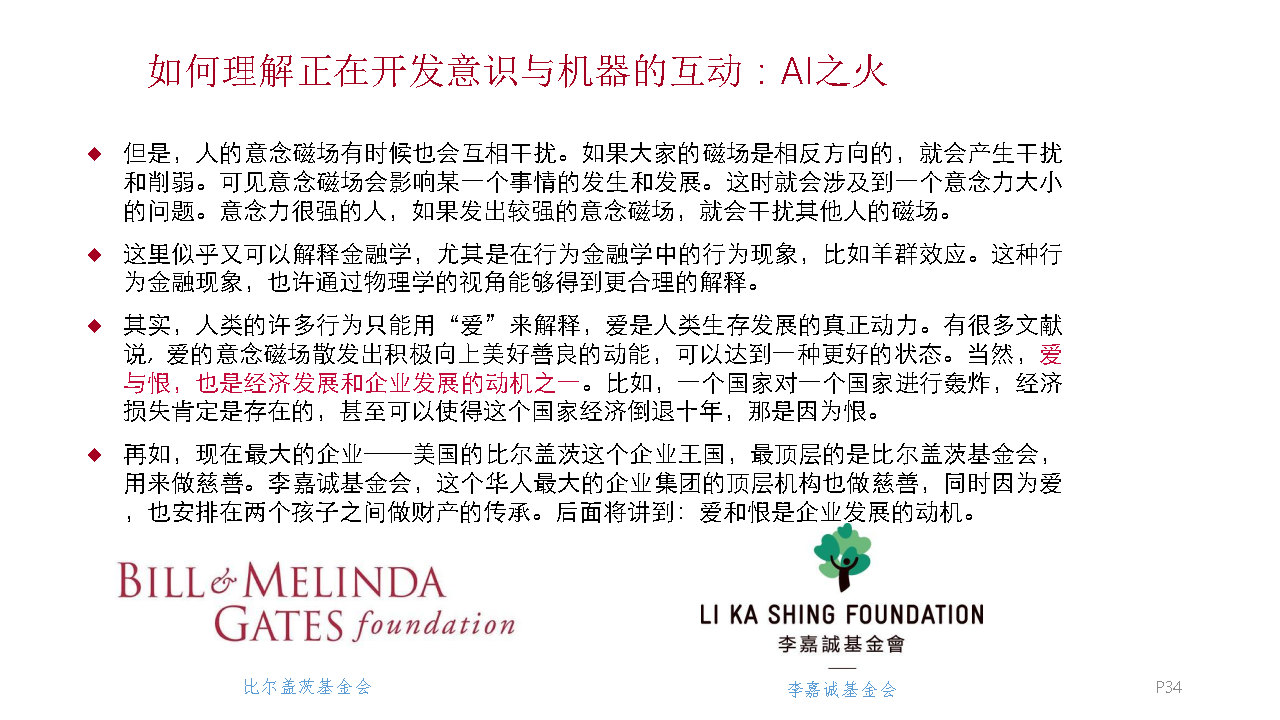 如何理解正在开发意识与机器的互动：AI之火
◆ 但是，人的意念磁场有时候也会互相干扰。如果大家的磁场是相反方向的，就会产生干扰
和削弱。可见意念磁场会影响某一个事情的发生和发展。这时就会涉及到一个意念力大小
的问题。意念力很强的人，如果发出较强的意念磁场，就会干扰其他人的磁场。
◆ 这里似乎又可以解释金融学，尤其是在行为金融学中的行为现象，比如羊群效应。这种行
为金融现象，也许通过物理学的视角能够得到更合理的解释。
◆ 其实，人类的许多行为只能用“爱”来解释，爱是人类生存发展的真正动力。有很多文献
说，爱的意念磁场散发出积极向上美好善良的动能，可以达到一种更好的状态。当然，爱
与恨，也是经济发展和企业发展的动机之一。比如，一个国家对一个国家进行轰炸，经济
损失肯定是存在的，甚至可以使得这个国家经济倒退十年，那是因为恨。
◆ 再如，现在最大的企业——美国的比尔盖茨这个企业王国，最顶层的是比尔盖茨基金会，
用来做慈善。李嘉诚基金会，这个华人最大的企业集团的顶层机构也做慈善，同时因为爱
，也安排在两个孩子之间做财产的传承。后面将讲到：爱和恨是企业发展的动机。
BILL & MELINDA
GATES foundation
LI KA SHING FOUNDATION
李嘉誠基金會
比尔盖茨基金会
李嘉诚基金会
P34